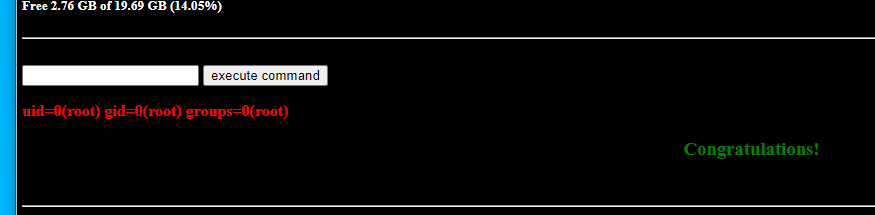 Free 2.76 GB of 19.69 GB (14.05%)
execute command
uid=0(root) gid=0(root) groups=0(root)
Congratulations!